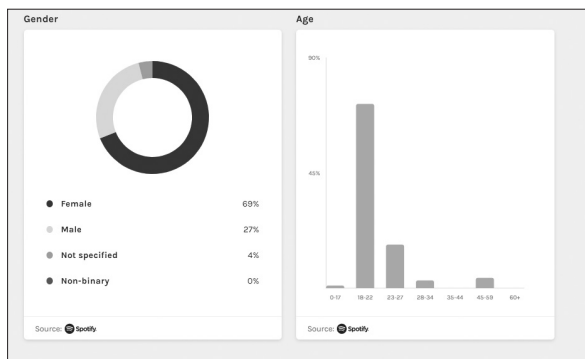 Gender
Female 69%
Male 27%
Not specified 4%
Non-binary 0%
Source: Spotify
Age
90%
45%
0-17 18-22 23-27 28-34 35-44 45-59 60+
Source: Spotify